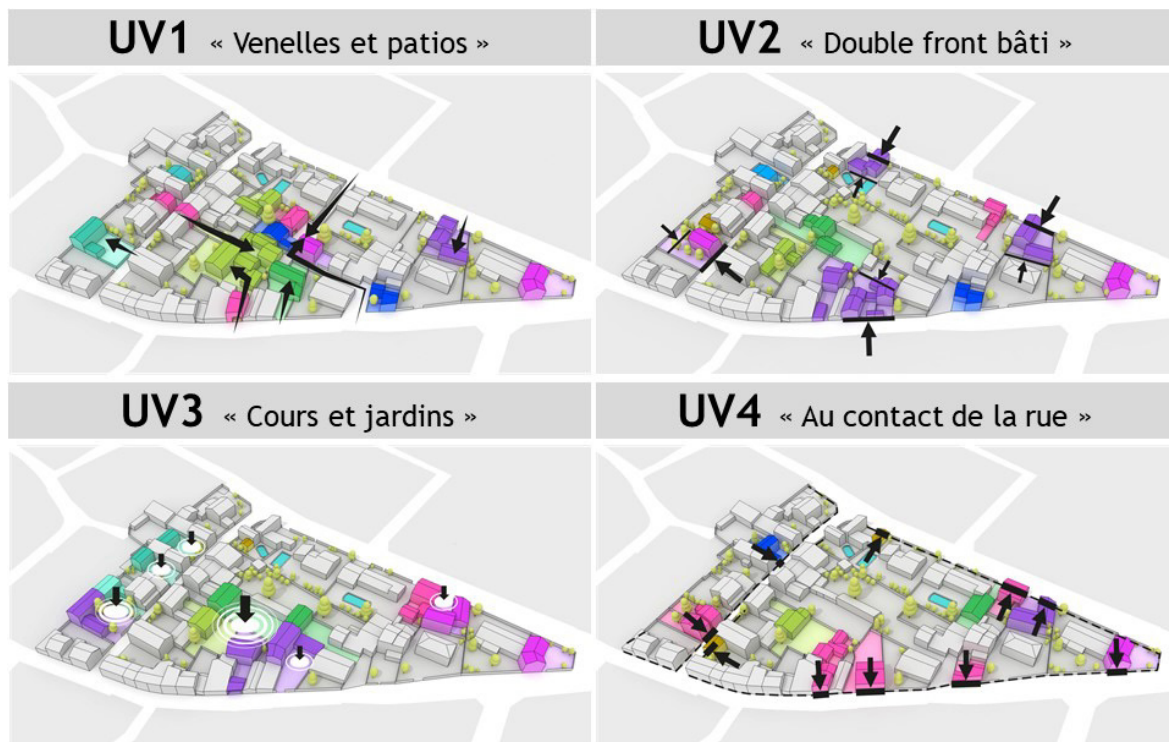 UV1 « Venelles et patios »
UV2 « Double front bâti »
UV3 « Cours et jardins »
UV4 « Au contact de la rue »